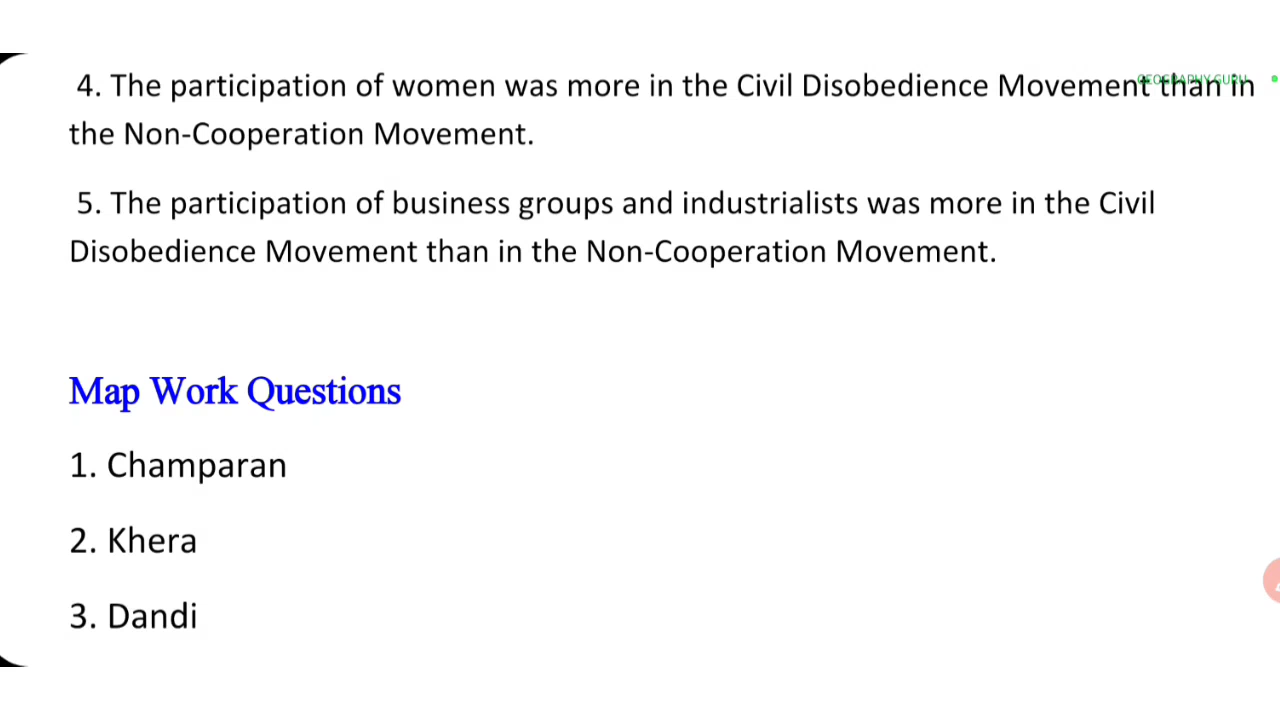 4. The participation of women was more in the Civil Disobedience Movement than in
GEOGRAPHY GURU
the Non-Cooperation Movement.
5. The participation of business groups and industrialists was more in the Civil
Disobedience Movement than in the Non-Cooperation Movement.
Map Work Questions
1. Champaran
2. Khera
3. Dandi